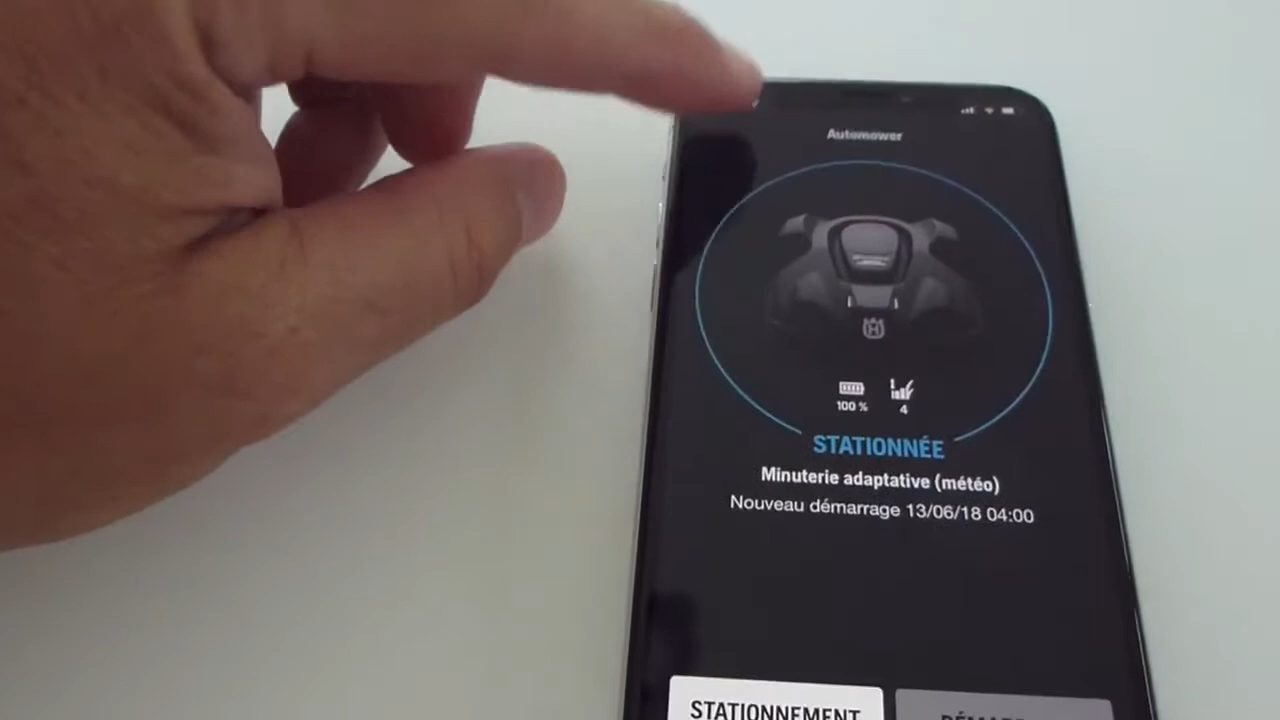 Automower
100 %
4
STATIONNÉE
Minuterie adaptative (météo)
Nouveau démarrage 13/06/18 04:00
STATIONNEMENT